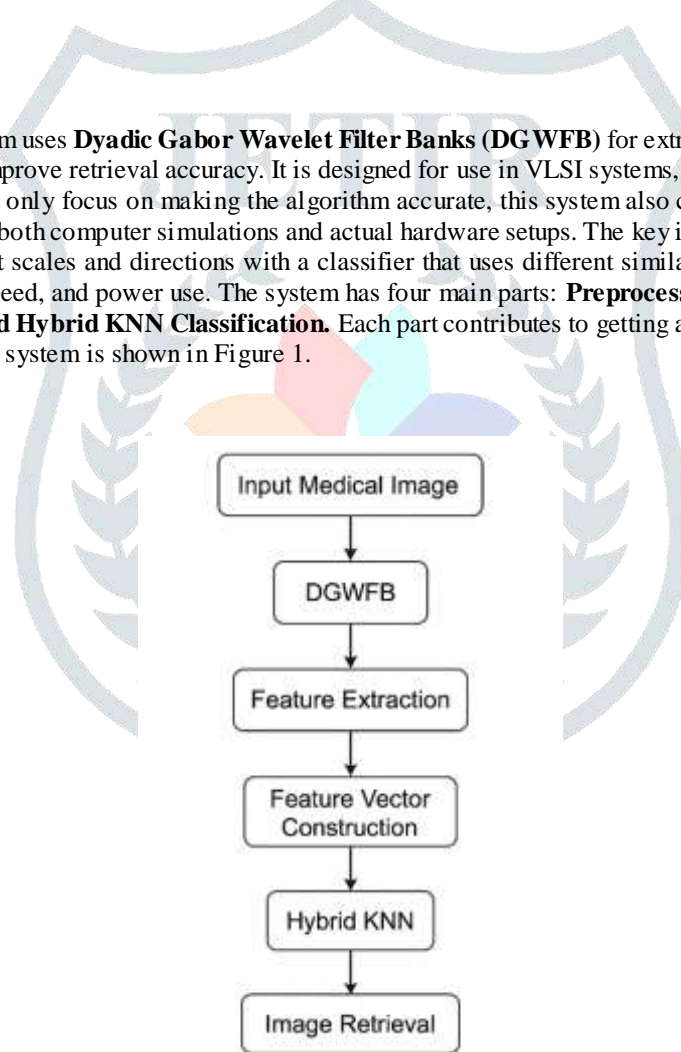 JETIR
m uses Dyadic Gabor Wavelet Filter Banks (DGWFB) for extr
prove retrieval accuracy. It is designed for use in VLSI systems,
only focus on making the algorithm accurate, this system also c
both computer simulations and actual hardware setups. The key i
t scales and directions with a classifier that uses different simila
eed, and power use. The system has four main parts: Preprocess
d Hybrid KNN Classification. Each part contributes to getting a
system is shown in Figure 1.
Input Medical Image
DGWFB
Feature Extraction
Feature Vector
Construction
Hybrid KNN
Image Retrieval